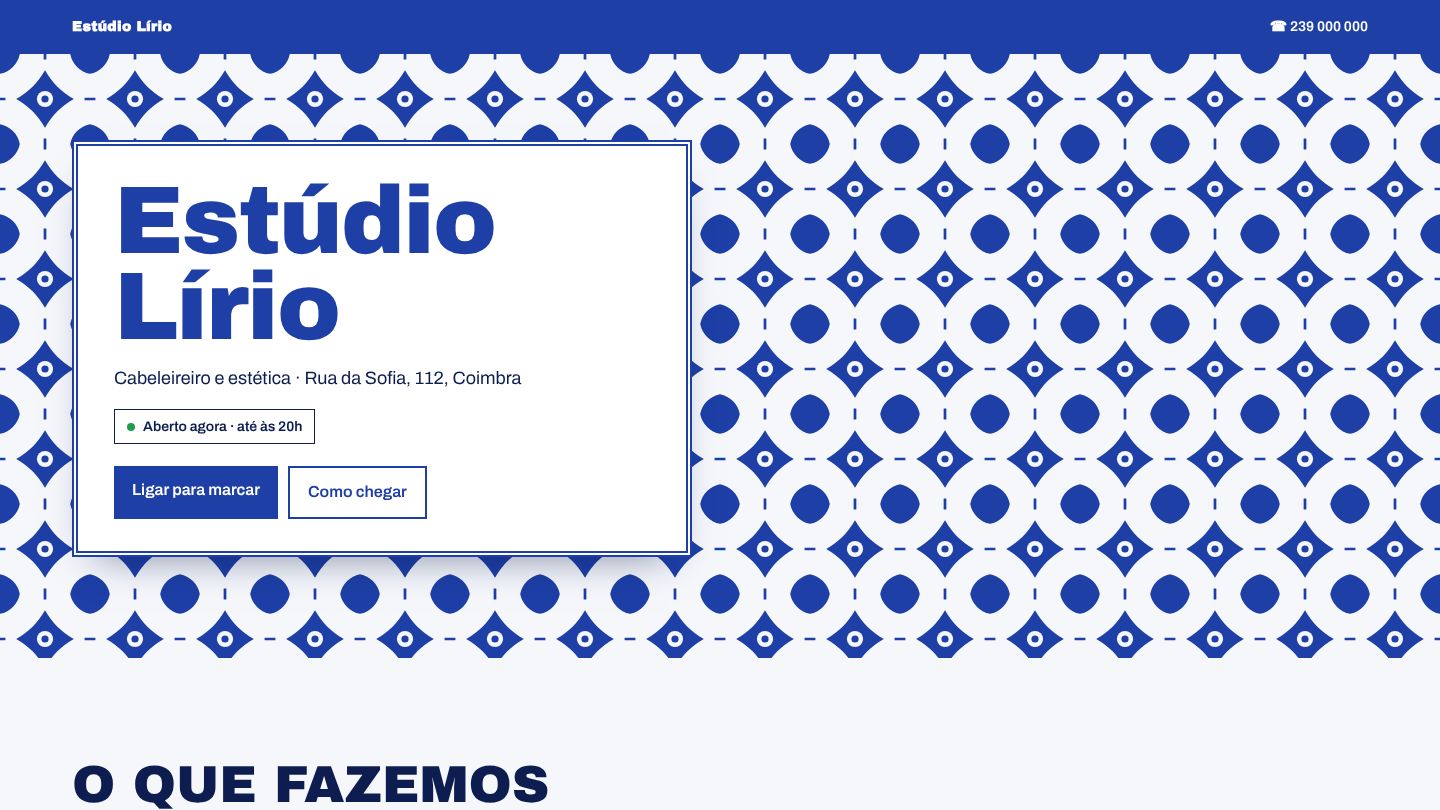 Estúdio Lírio
☎ 239 000 000
Estúdio
Lírio
Cabeleireiro e estética · Rua da Sofia, 112, Coimbra
Aberto agora · até às 20h
Ligar para marcar
Como chegar
O QUE FAZEMOS